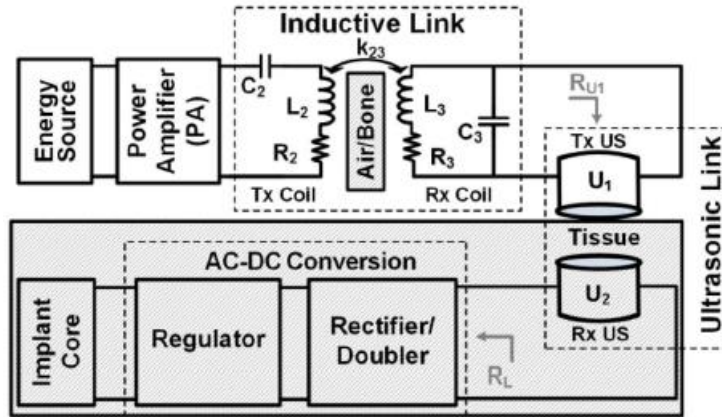 Inductive Link
k23
C2
L2
L3
R2
R3
C3
Air/Bone
Tx Coil
Rx Coil
Energy
Source
Power
Amplifier
(PA)
RU1
Tx US
U1
Tissue
U2
Rx US
Ultrasonic Link
AC-DC Conversion
Implant
Core
Regulator
Rectifier/
Doubler
RL